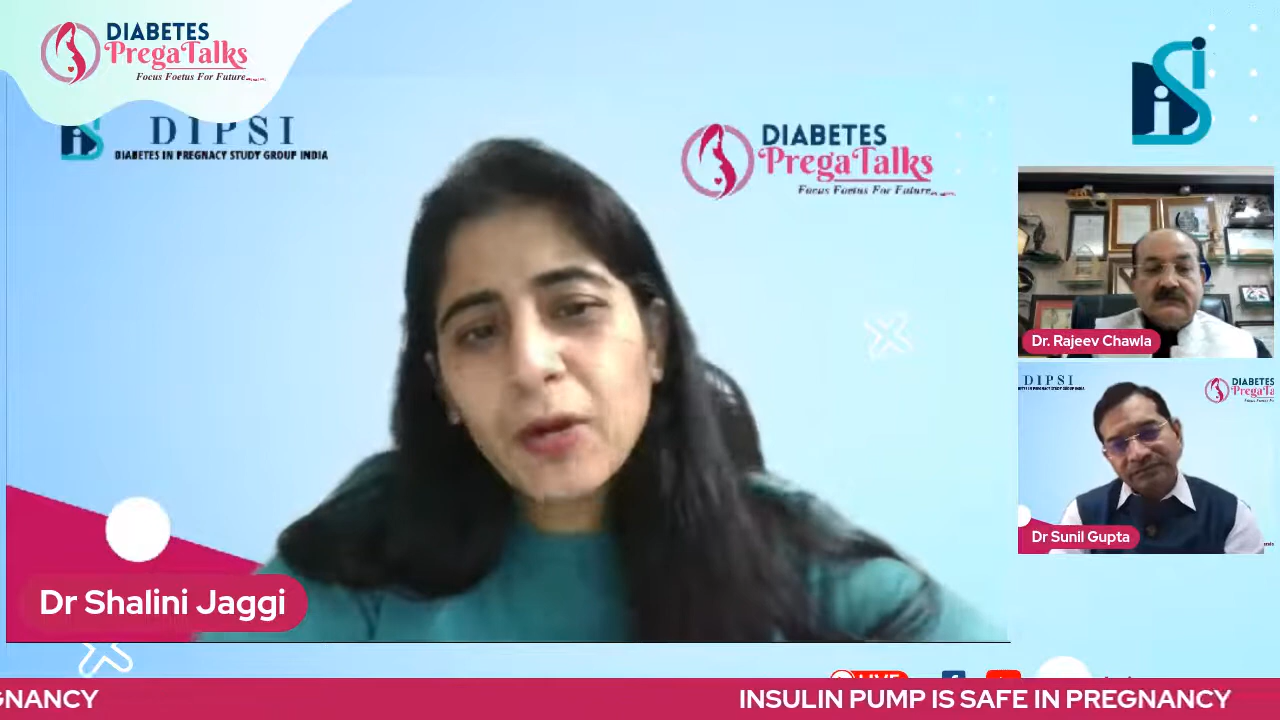 DIABETES
PregaTalks
Focus Foetus For Future
DIPSI
DIABETES IN PREGNANCY STUDY GROUP INDIA
DIABETES
PregaTalks
Focus Foetus For Future
Dr. Rajeev Chawla
DIPSI
DIABETES
Dr Sunil Gupta
Dr Shalini Jaggi
LIVE
GNANCY
INSULIN PUMP IS SAFE IN PREGNANCY